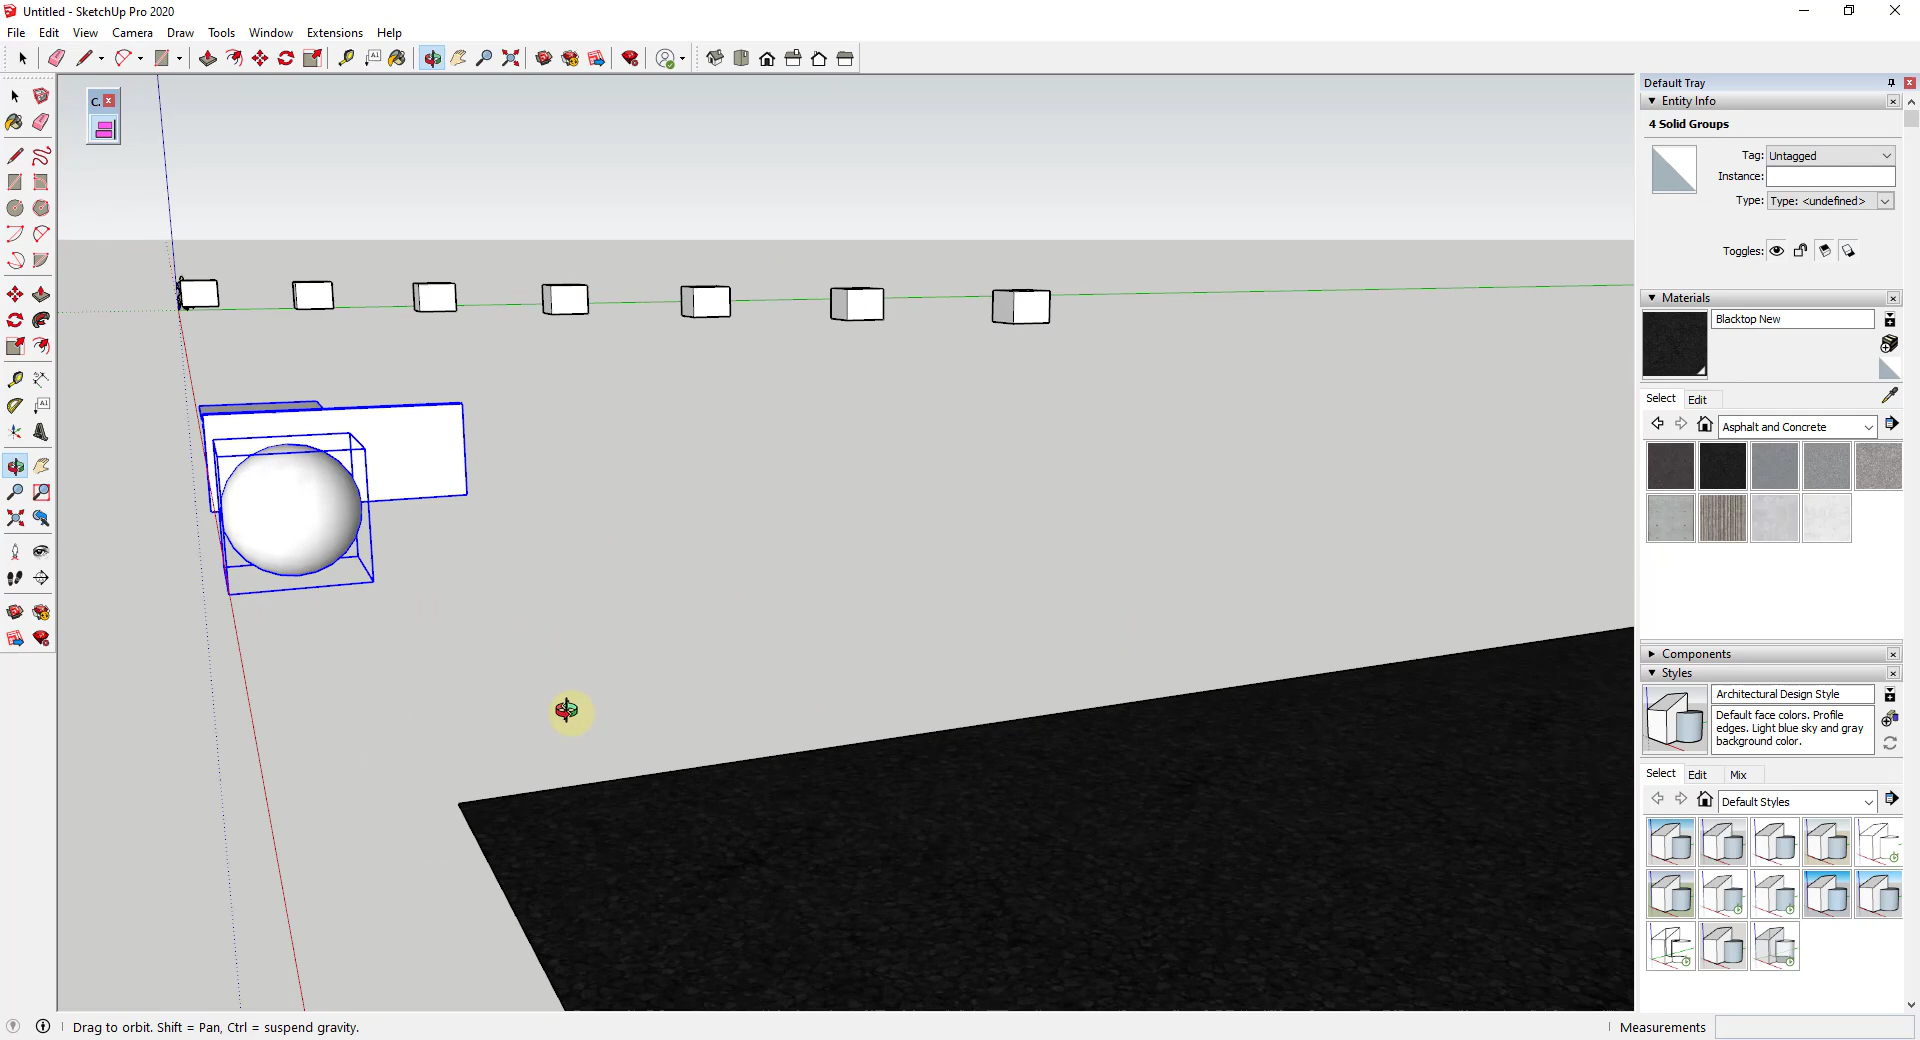 Untitled - SketchUp Pro 2020
File Edit View Camera Draw Tools Window Extensions Help
C.
Default Tray
Entity Info
4 Solid Groups
Tag: Untagged
Instance:
Type: Type: <undefined>
Toggles:
Materials
Blacktop New
Select Edit
Asphalt and Concrete
Components
Styles
Architectural Design Style
Default face colors. Profile
edges. Light blue sky and gray
background color.
Select Edit Mix
Default Styles
Drag to orbit. Shift = Pan, Ctrl = suspend gravity.
Measurements